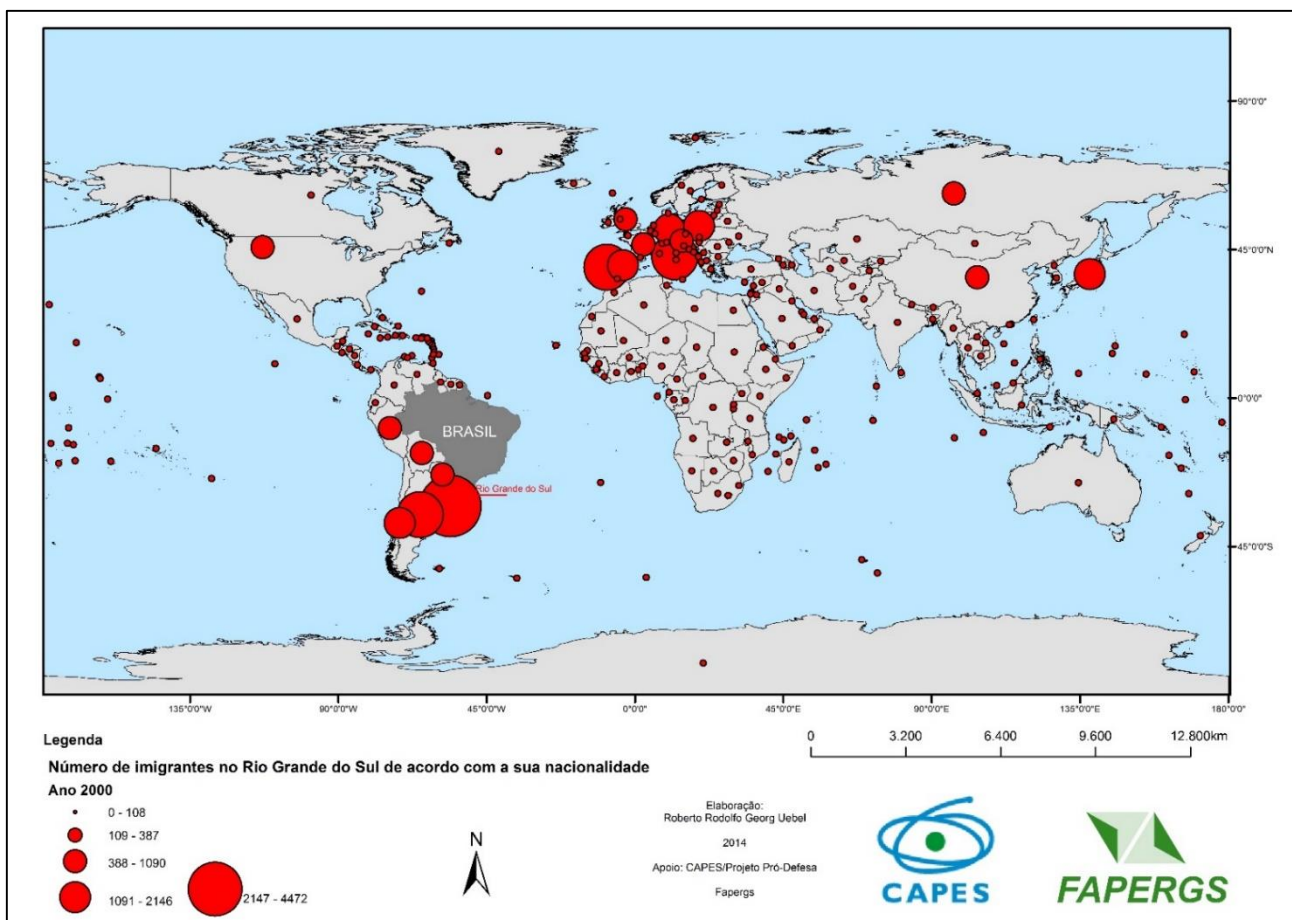 BRASIL
Rio Grande do Sul
90°0'0"
45°0'0"N
0°0'0"
45°0'0"S
135°0'0"W
90°0'0"W
45°0'0"W
0°0'0"
45°0'0"E
90°0'0"E
135°0'0"E
180°0'0"
Legenda
Número de imigrantes no Rio Grande do Sul de acordo com a sua nacionalidade
Ano 2000
0 - 108
109 - 387
388 - 1090
1091 - 2146
2147 - 4472
N
0
3.200
6.400
9.600
12.800km
Elaboração:
Roberto Rodolfo Georg Uebel
2014
Apoio: CAPES/Projeto Pró-Defesa
Fapergs
CAPES
FAPERGS